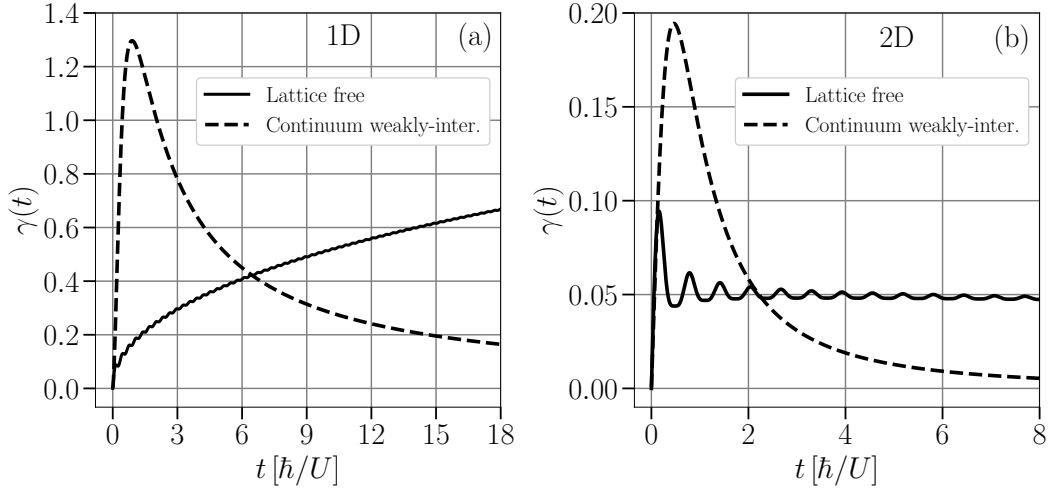 1D
(a)
Lattice free
Continuum weakly-inter.
γ(t)
1.4
1.2
1.0
0.8
0.6
0.4
0.2
0.0
0 3 6 9 12 15 18
t [ħ/U]
2D
(b)
Lattice free
Continuum weakly-inter.
γ(t)
0.20
0.15
0.10
0.05
0.00
0 2 4 6 8
t [ħ/U]